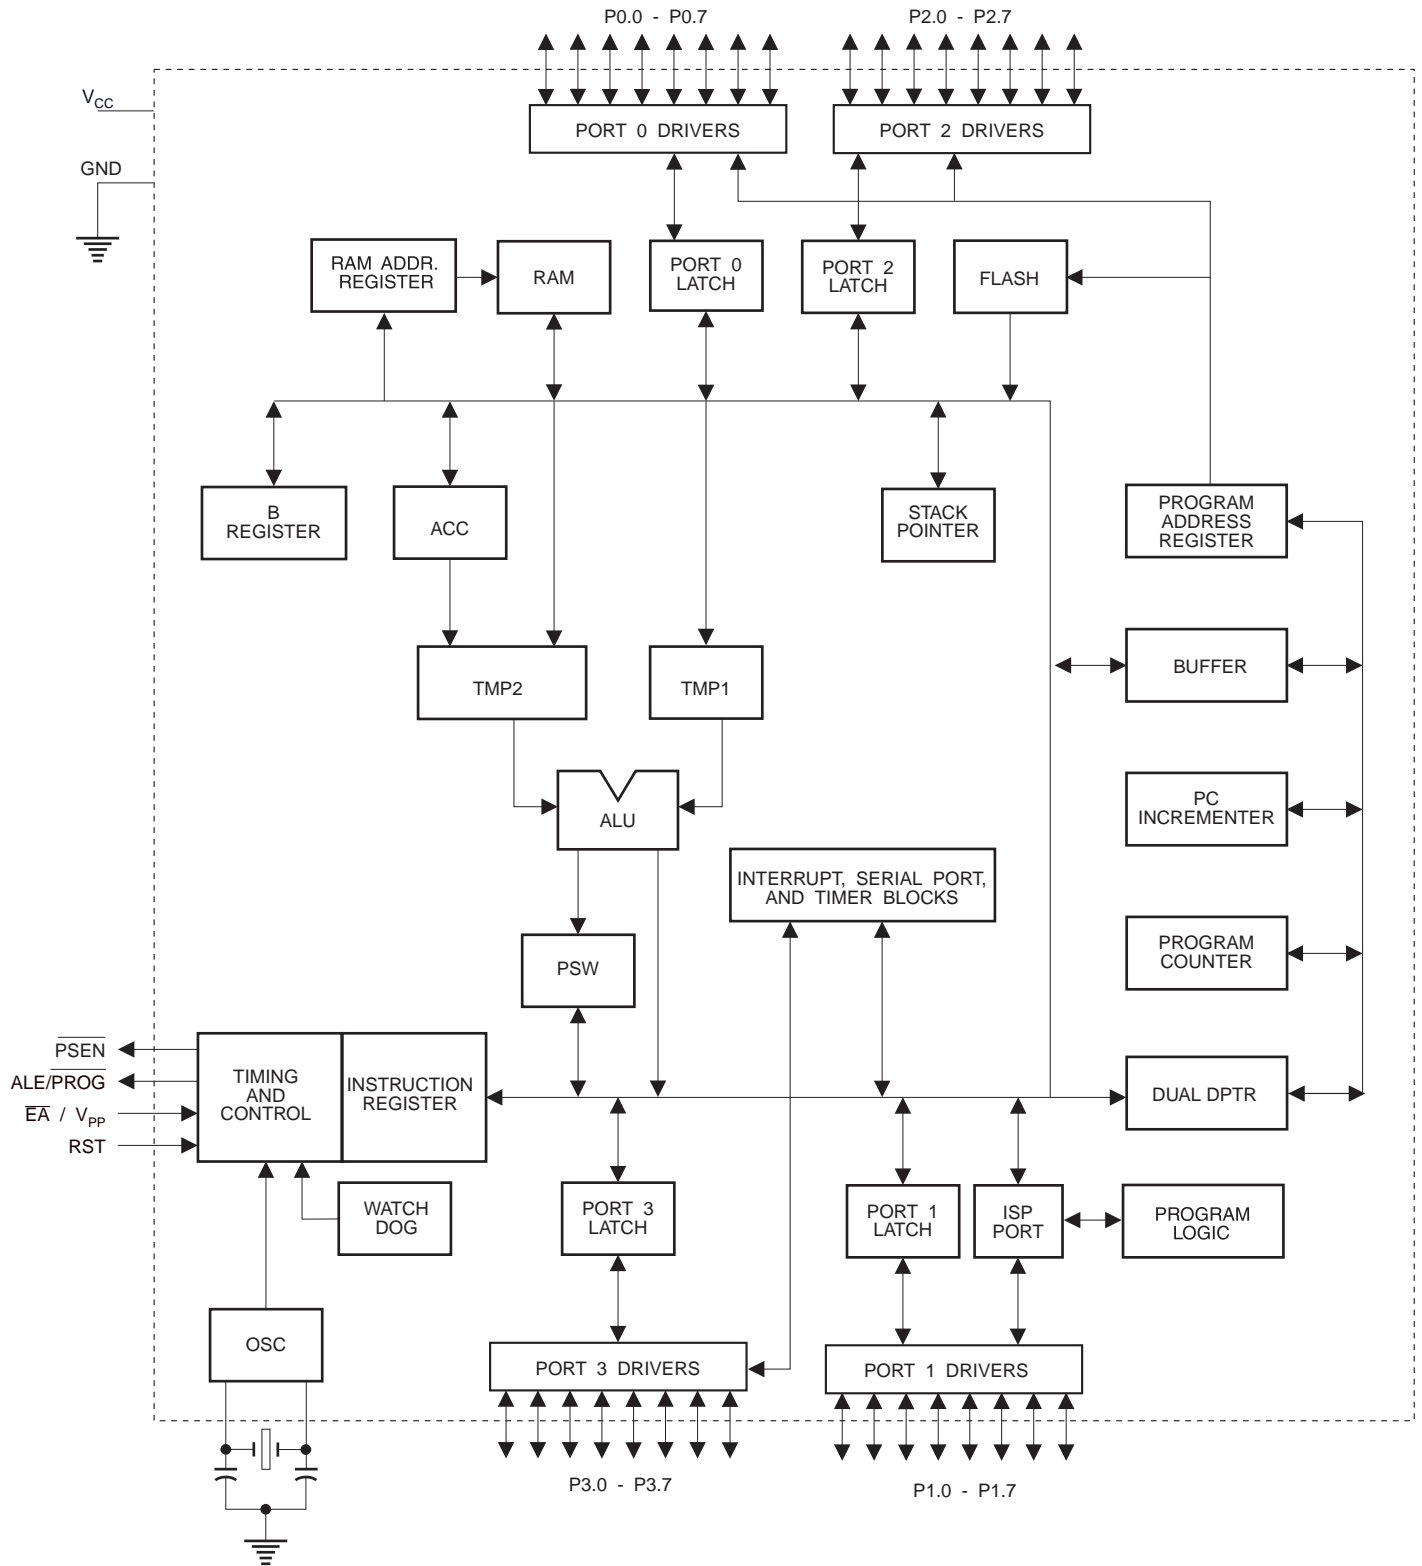 P0.0 - P0.7
P2.0 - P2.7
VCC
GND
PORT 0 DRIVERS
PORT 2 DRIVERS
RAM ADDR.
REGISTER
RAM
PORT 0
LATCH
PORT 2
LATCH
FLASH
B
REGISTER
ACC
STACK
POINTER
PROGRAM
ADDRESS
REGISTER
TMP2
TMP1
BUFFER
ALU
PC
INCREMENTER
INTERRUPT, SERIAL PORT,
AND TIMER BLOCKS
PSW
PROGRAM
COUNTER
PSEN
ALE/PROG
EA / VPP
RST
TIMING
AND
CONTROL
INSTRUCTION
REGISTER
DUAL DPTR
WATCH
DOG
PORT 3
LATCH
PORT 1
LATCH
ISP
PORT
PROGRAM
LOGIC
OSC
PORT 3 DRIVERS
PORT 1 DRIVERS
P3.0 - P3.7
P1.0 - P1.7